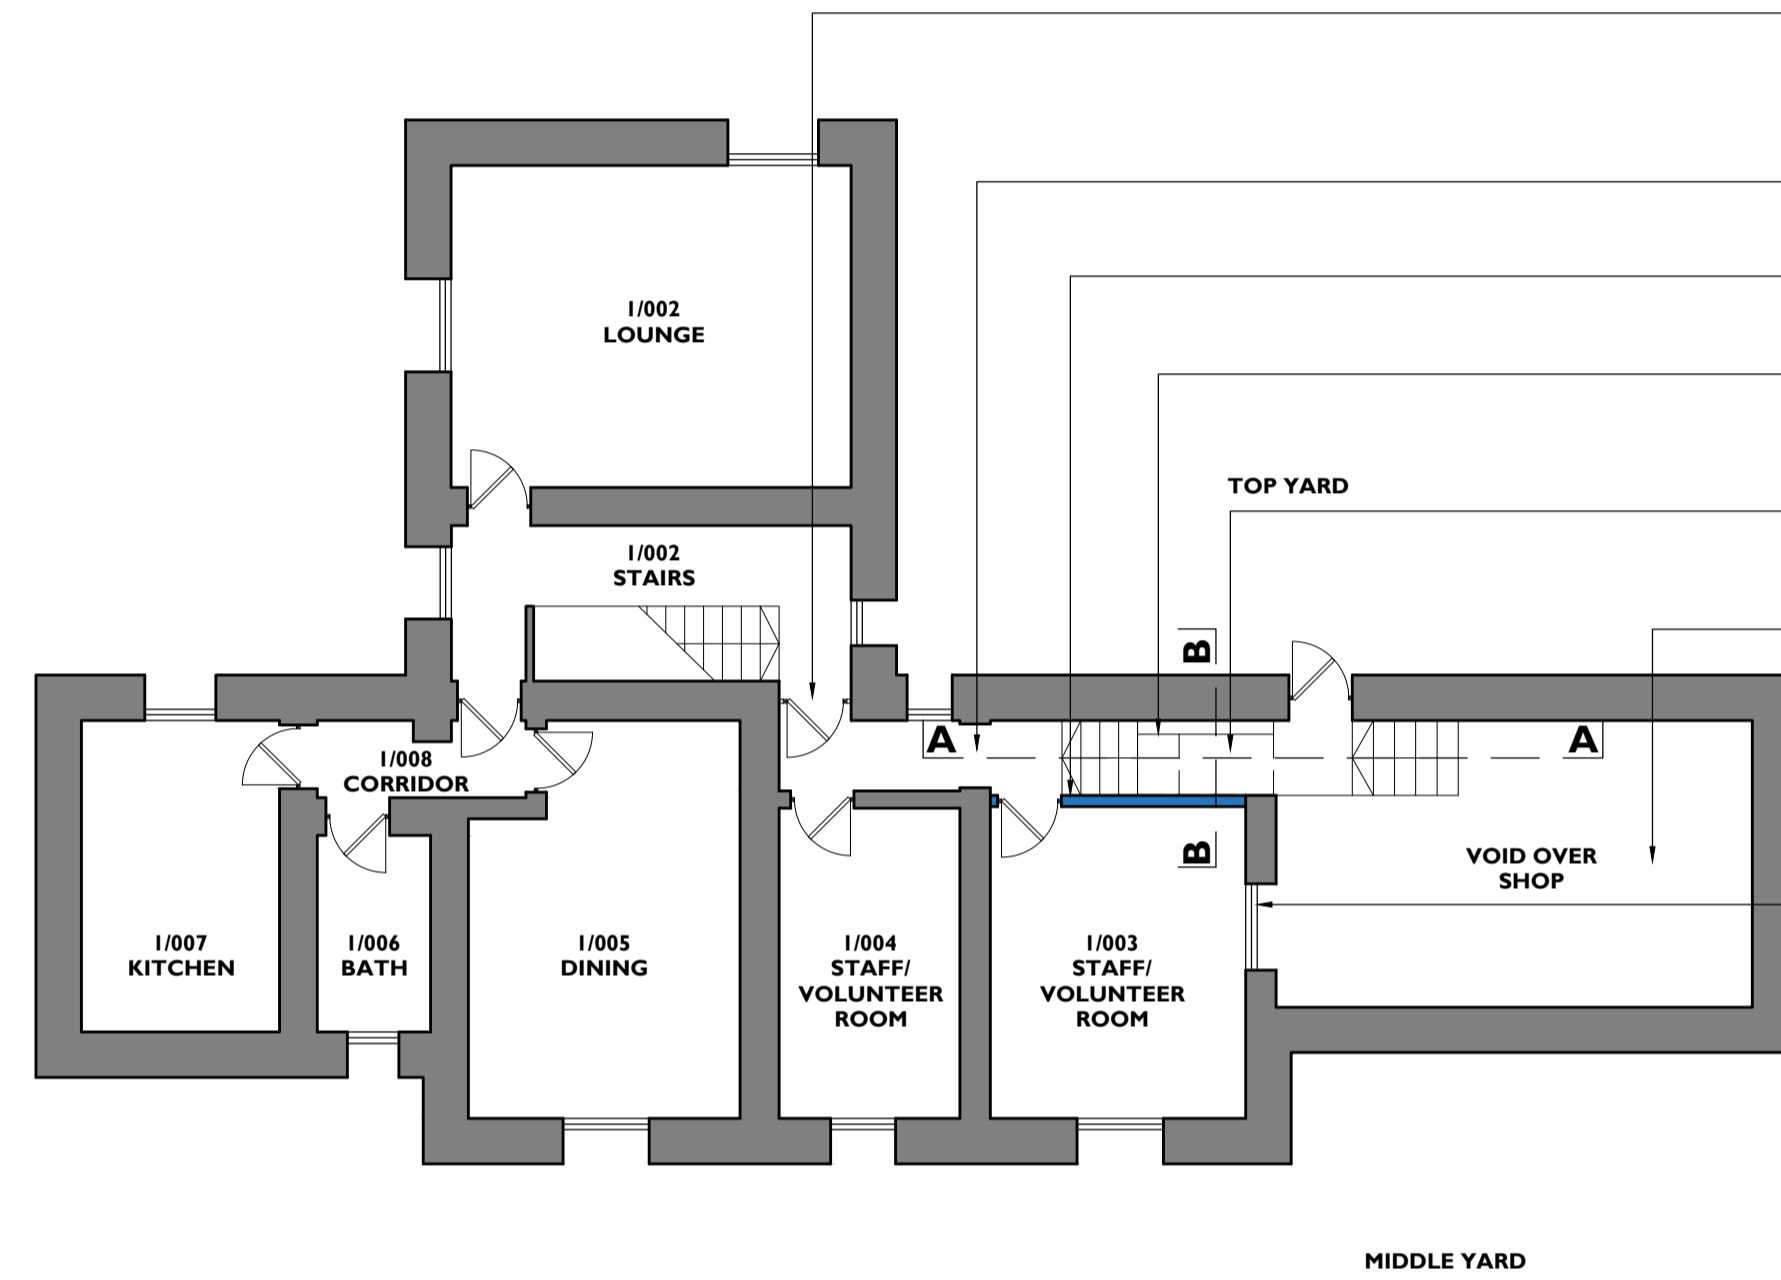 1/002
LOUNGE
TOP YARD
1/002
STAIRS
B
A
A
1/008
CORRIDOR
B
VOID OVER
SHOP
1/007
KITCHEN
1/006
BATH
1/005
DINING
1/004
STAFF/
VOLUNTEER
ROOM
1/003
STAFF/
VOLUNTEER
ROOM
MIDDLE YARD